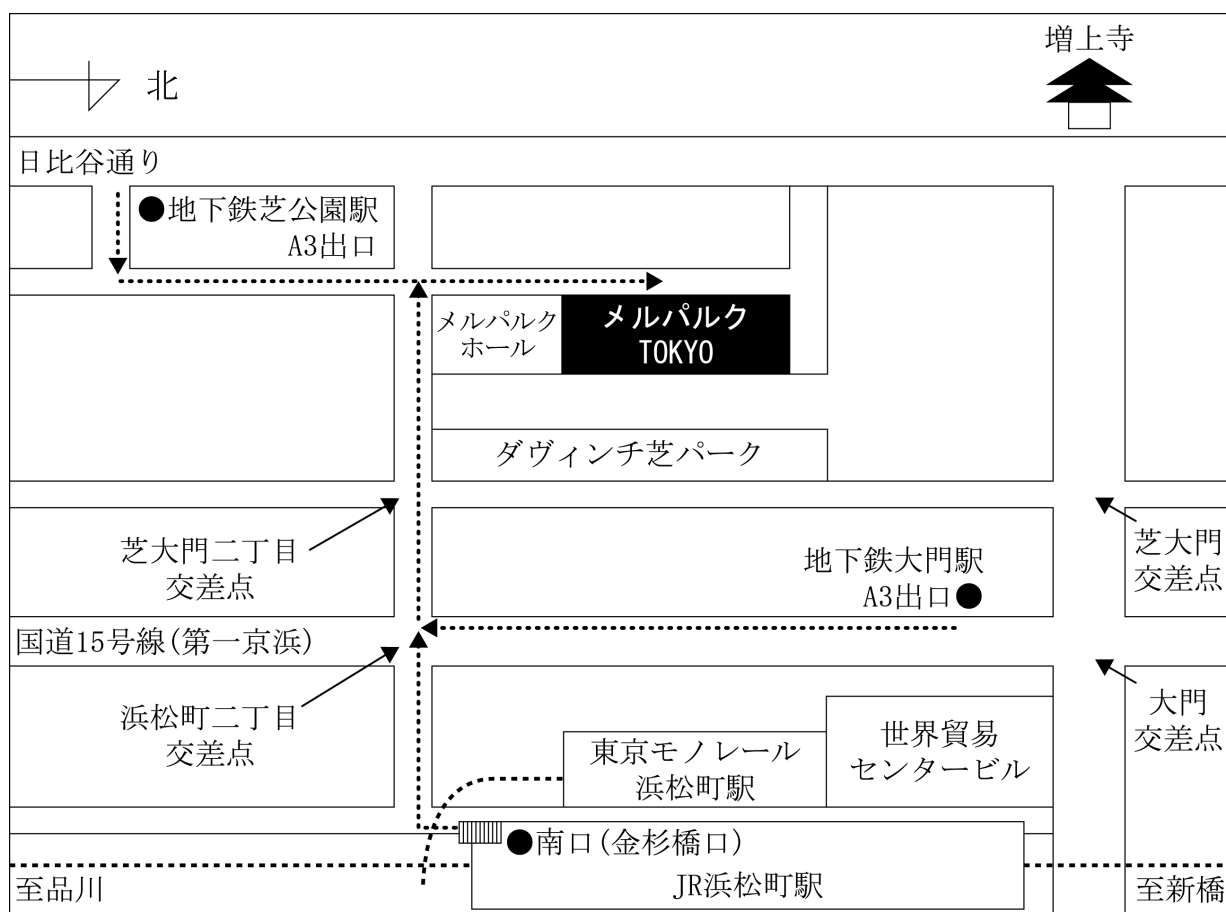 増上寺
北
日比谷通り
●地下鉄芝公園駅
A3出口
メルパルク
ホール
メルパルク
TOKYO
ダヴィンチ芝パーク
芝大門二丁目
交差点
地下鉄大門駅
A3出口●
芝大門
交差点
国道15号線(第一京浜)
浜松町二丁目
交差点
大門
交差点
世界貿易
センタービル
東京モノレール
浜松町駅
●南口(金杉橋口)
JR浜松町駅
至品川
至新橋